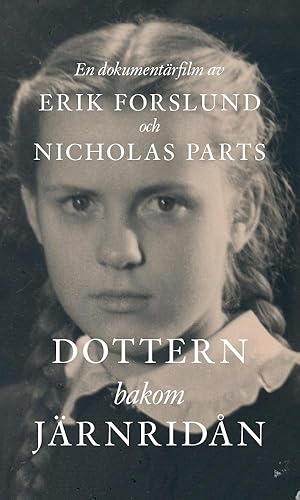 En dokumentärfilm av
ERIK FORSLUND
och
NICHOLAS PARTS
DOTTERN
bakom
JÄRNRIDÅN